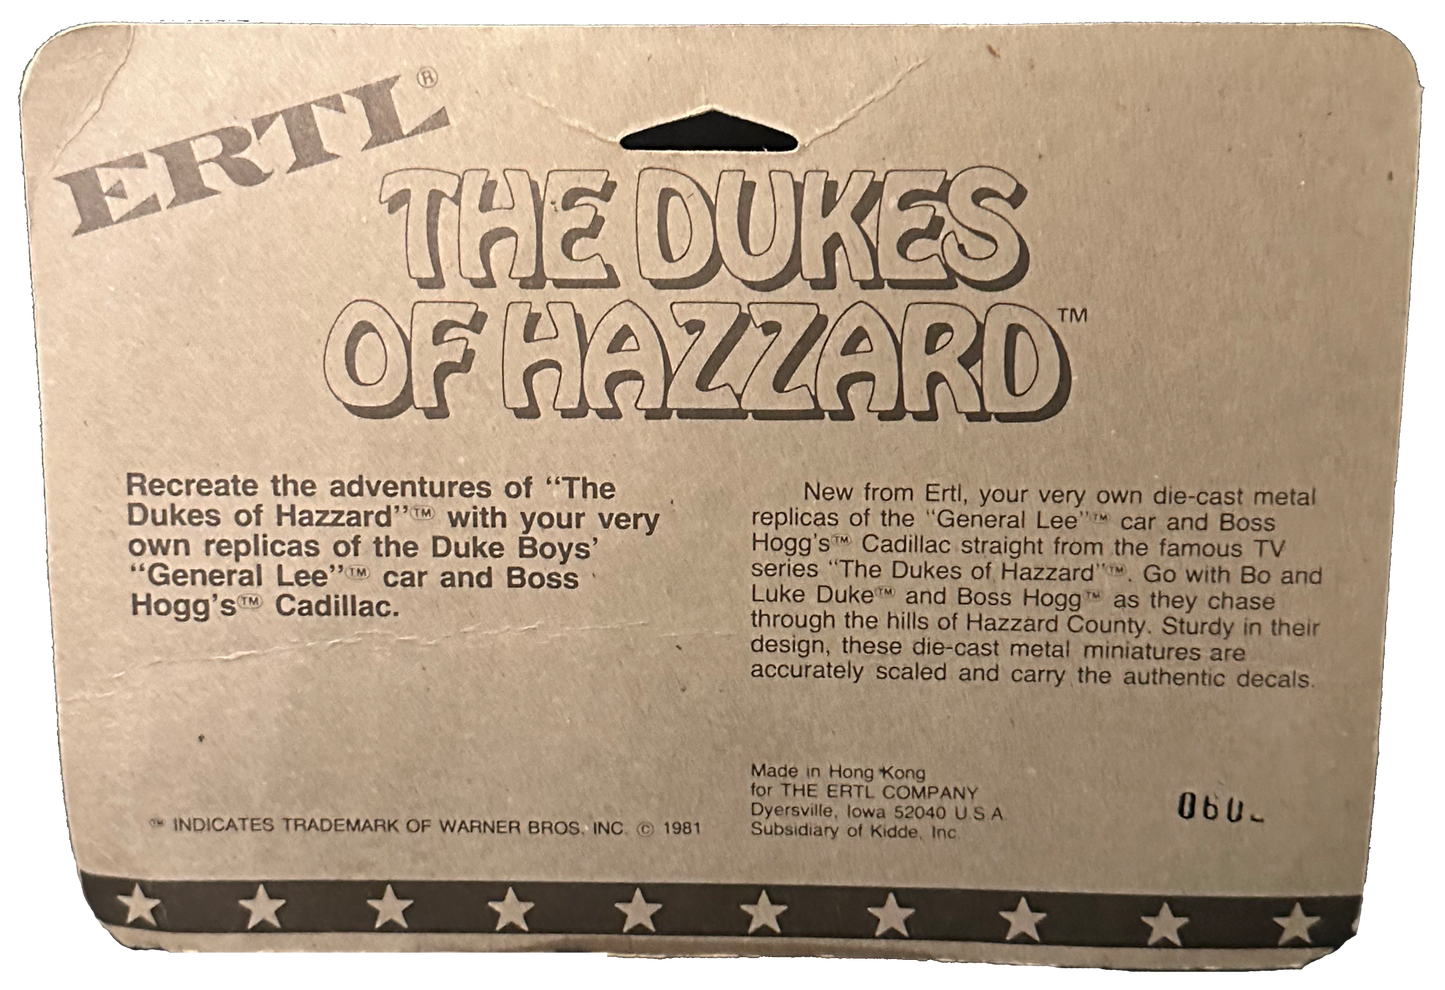 ERTL®
THE DUKES
OF HAZZARD™
Recreate the adventures of “The
Dukes of Hazzard”™ with your very
own replicas of the Duke Boys’
“General Lee”™ car and Boss
Hogg’s™ Cadillac.
New from Ertl, your very own die-cast metal
replicas of the “General Lee”™ car and Boss
Hogg’s™ Cadillac straight from the famous TV
series “The Dukes of Hazzard”™. Go with Bo and
Luke Duke™ and Boss Hogg™ as they chase
through the hills of Hazzard County. Sturdy in their
design, these die-cast metal miniatures are
accurately scaled and carry the authentic decals.
Made in Hong Kong
for THE ERTL COMPANY
Dyersville, Iowa 52040 U.S.A.
Subsidiary of Kidde, Inc.
™ INDICATES TRADEMARK OF WARNER BROS. INC. © 1981